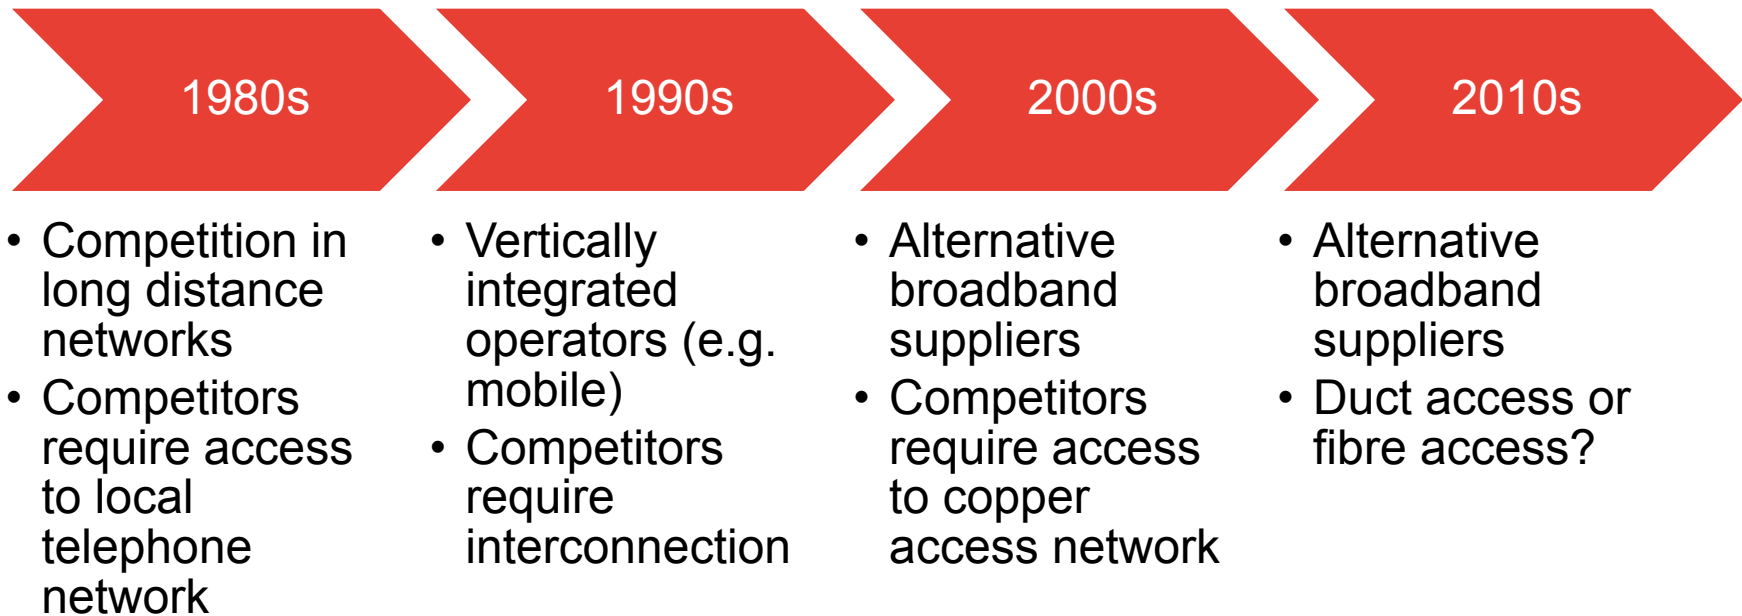 1980s
• Competition in
long distance
networks
• Competitors
require access
to local
telephone
network
1990s
• Vertically
integrated
operators (e.g.
mobile)
• Competitors
require
interconnection
2000s
• Alternative
broadband
suppliers
• Competitors
require access
to copper
access network
2010s
• Alternative
broadband
suppliers
• Duct access or
fibre access?